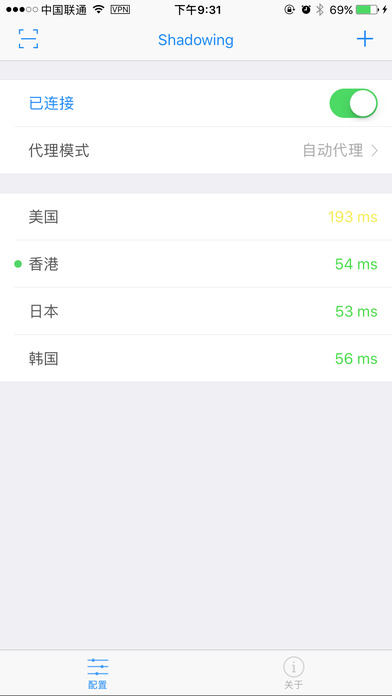 中国联通 VPN 下午9:31 69%
Shadowing
已连接
代理模式 自动代理
美国 193 ms
香港 54 ms
日本 53 ms
韩国 56 ms
配置 关于